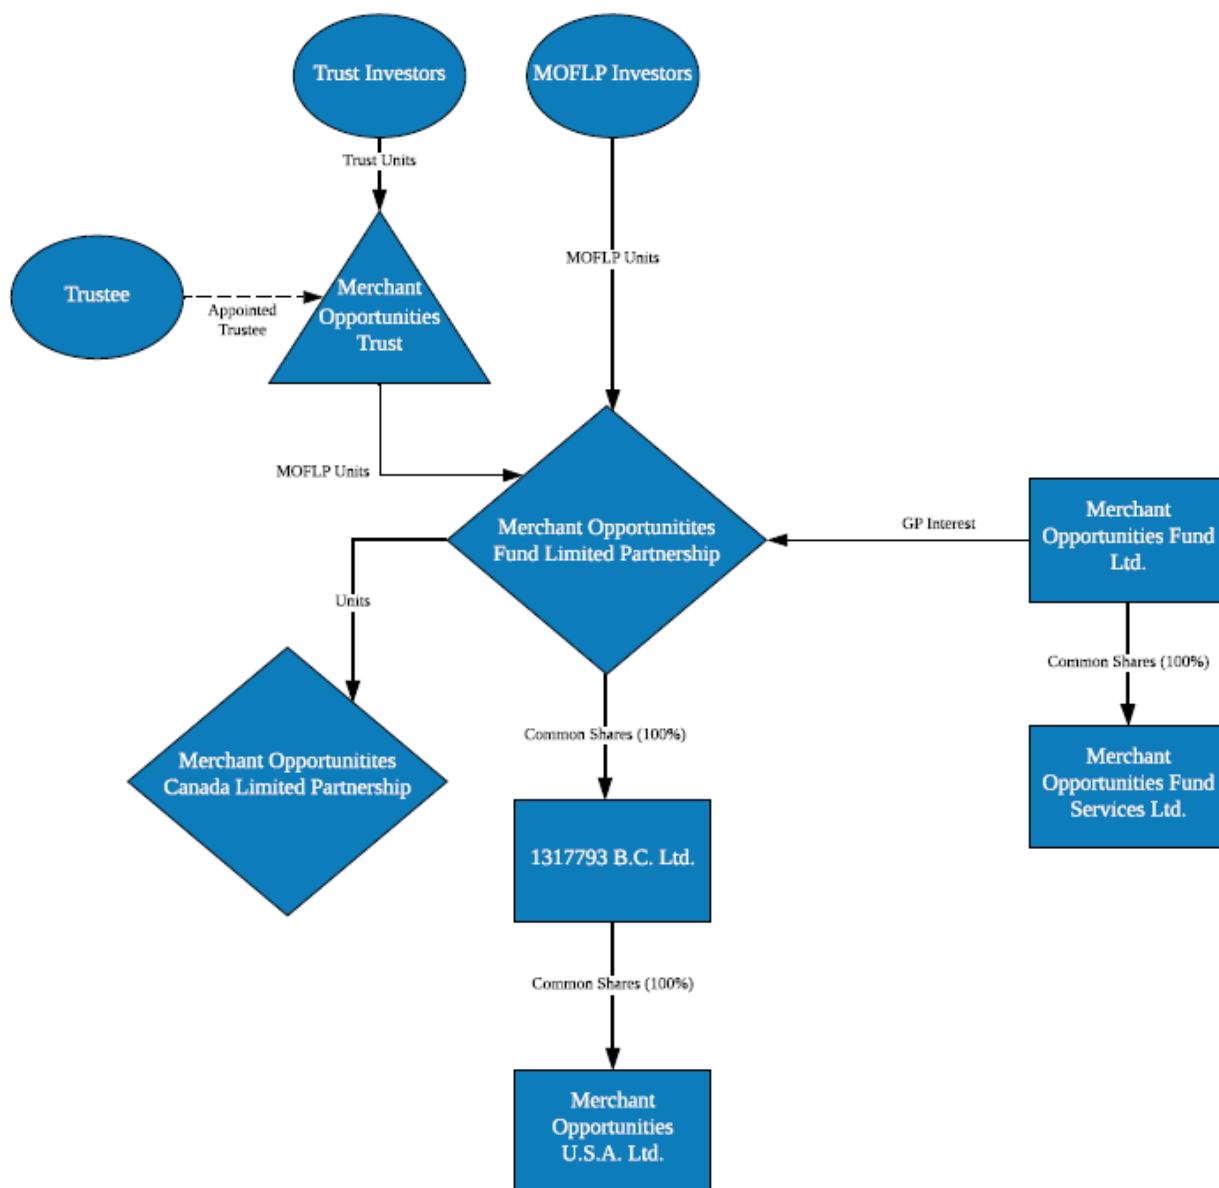 Trust Investors
MOFLP Investors
Trust Units
MOFLP Units
Trustee
Appointed
Trustee
Merchant
Opportunities
Trust
MOFLP Units
Merchant Opportunitites
Fund Limited Partnership
GP Interest
Merchant
Opportunities Fund
Ltd.
Units
Common Shares (100%)
Merchant Opportunitites
Canada Limited Partnership
Common Shares (100%)
Merchant
Opportunities Fund
Services Ltd.
1317793 B.C. Ltd.
Common Shares (100%)
Merchant
Opportunities
U.S.A. Ltd.